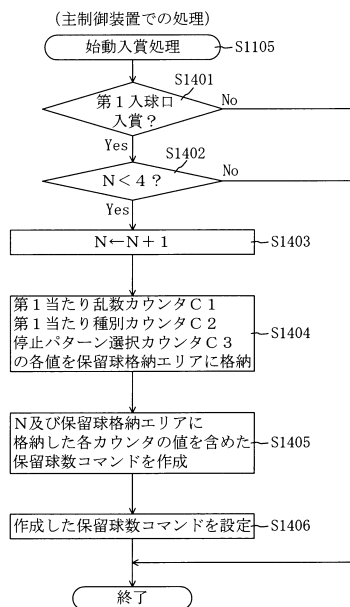 （主制御装置での処理）
始動入賞処理
S1105
S1401
第１入球口
入賞？
No
Yes
S1402
Ｎ＜４？
No
Yes
Ｎ←Ｎ＋１
S1403
第１当たり乱数カウンタＣ１
第１当たり種別カウンタＣ２
停止パターン選択カウンタＣ３
の各値を保留球格納エリアに格納
S1404
Ｎ及び保留球格納エリアに
格納した各カウンタの値を含めた
保留球数コマンドを作成
S1405
作成した保留球数コマンドを設定
S1406
終了